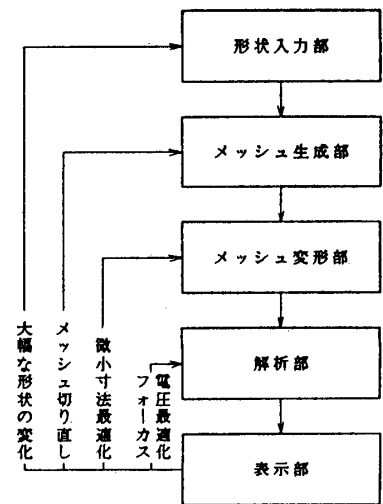 形状入力部
メッシュ生成部
メッシュ変形部
解析部
表示部
大幅な形状の変化
メッシュ切り直し
微小寸法最適化
電圧最適化
フォーカス